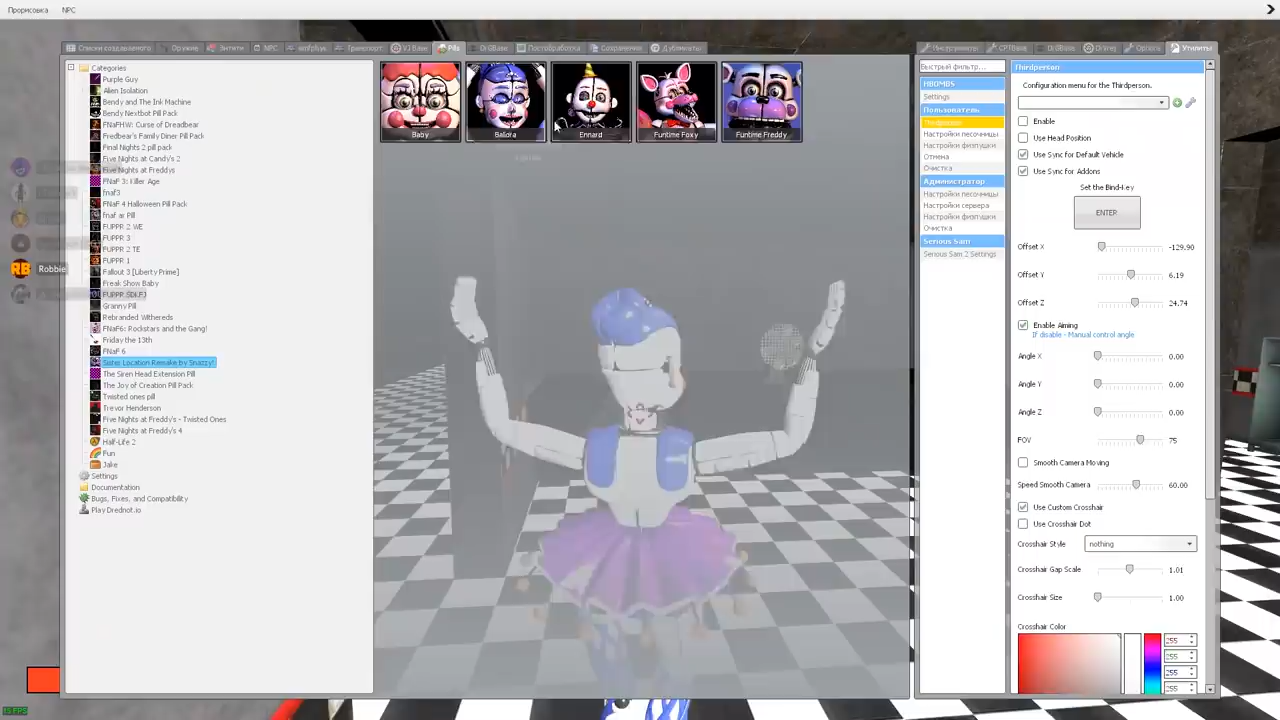 Прорисовка NPC
Списки создаваемого Оружие Энтити NPC simfphys Транспорт VJ Base Pills DrGBase Постобработка Сохранения Дубликаты
Инструменты CPTBase DrGBase DrVrej Options Утилиты
Categories
Purple Guy
Alien Isolation
Bendy and The Ink Machine
Bendy Nextbot Pill Pack
FNaFHW: Curse of Dreadbear
Fredbear's Family Diner Pill Pack
Final Nights 2 pill pack
Five Nights at Candy's 2
Five Nights at Freddys
FNaF 3: Killer Age
fnaf3
FNaF 4 Halloween Pill Pack
fnaf ar Pill
FUPPR 2 WE
FUPPR 3
FUPPR 2 TE
FUPPR 1
Fallout 3 [Liberty Prime]
Freak Show Baby
FUPPR SDLFJ
Granny Pill
Rebranded Withereds
FNaF6: Rockstars and the Gang!
Friday the 13th
FNaF 6
Sister Location Remake by Snazzy!
The Siren Head Extension Pill
The Joy of Creation Pill Pack
Twisted ones pill
Trevor Henderson
Five Nights at Freddy's - Twisted Ones
Five Nights at Freddy's 4
Half-Life 2
Fun
Jake
Settings
Documentation
Bugs, Fixes, and Compatibility
Play Drednot.io
RB Robbie
Baby
Ballora
Ennard
Funtime Foxy
Funtime Freddy
Быстрый фильтр...
HBOMBS
Settings
Пользователь
Thirdperson
Настройки песочницы
Настройки физпушки
Отмена
Очистка
Администратор
Настройки песочницы
Настройки сервера
Настройки физпушки
Очистка
Serious Sam
Serious Sam 2 Settings
Thirdperson
Configuration menu for the Thirdperson.
Enable
Use Head Position
Use Sync for Default Vehicle
Use Sync for Addons
Set the Bind-Key
ENTER
Offset X -129.90
Offset Y 6.19
Offset Z 24.74
Enable Aiming
If disable - Manual control angle
Angle X 0.00
Angle Y 0.00
Angle Z 0.00
FOV 75
Smooth Camera Moving
Speed Smooth Camera 60.00
Use Custom Crosshair
Use Crosshair Dot
Crosshair Style nothing
Crosshair Gap Scale 1.01
Crosshair Size 1.00
Crosshair Color
255
255
255
255